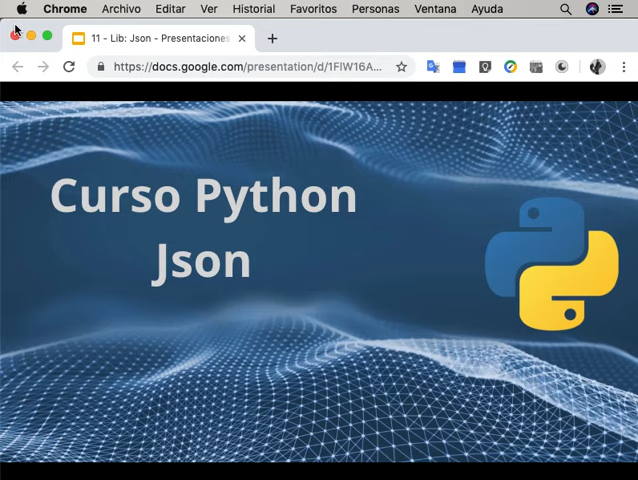 Chrome Archivo Editar Ver Historial Favoritos Personas Ventana Ayuda
11 - Lib: Json - Presentaciones
https://docs.google.com/presentation/d/1FIW16A...
Curso Python
Json